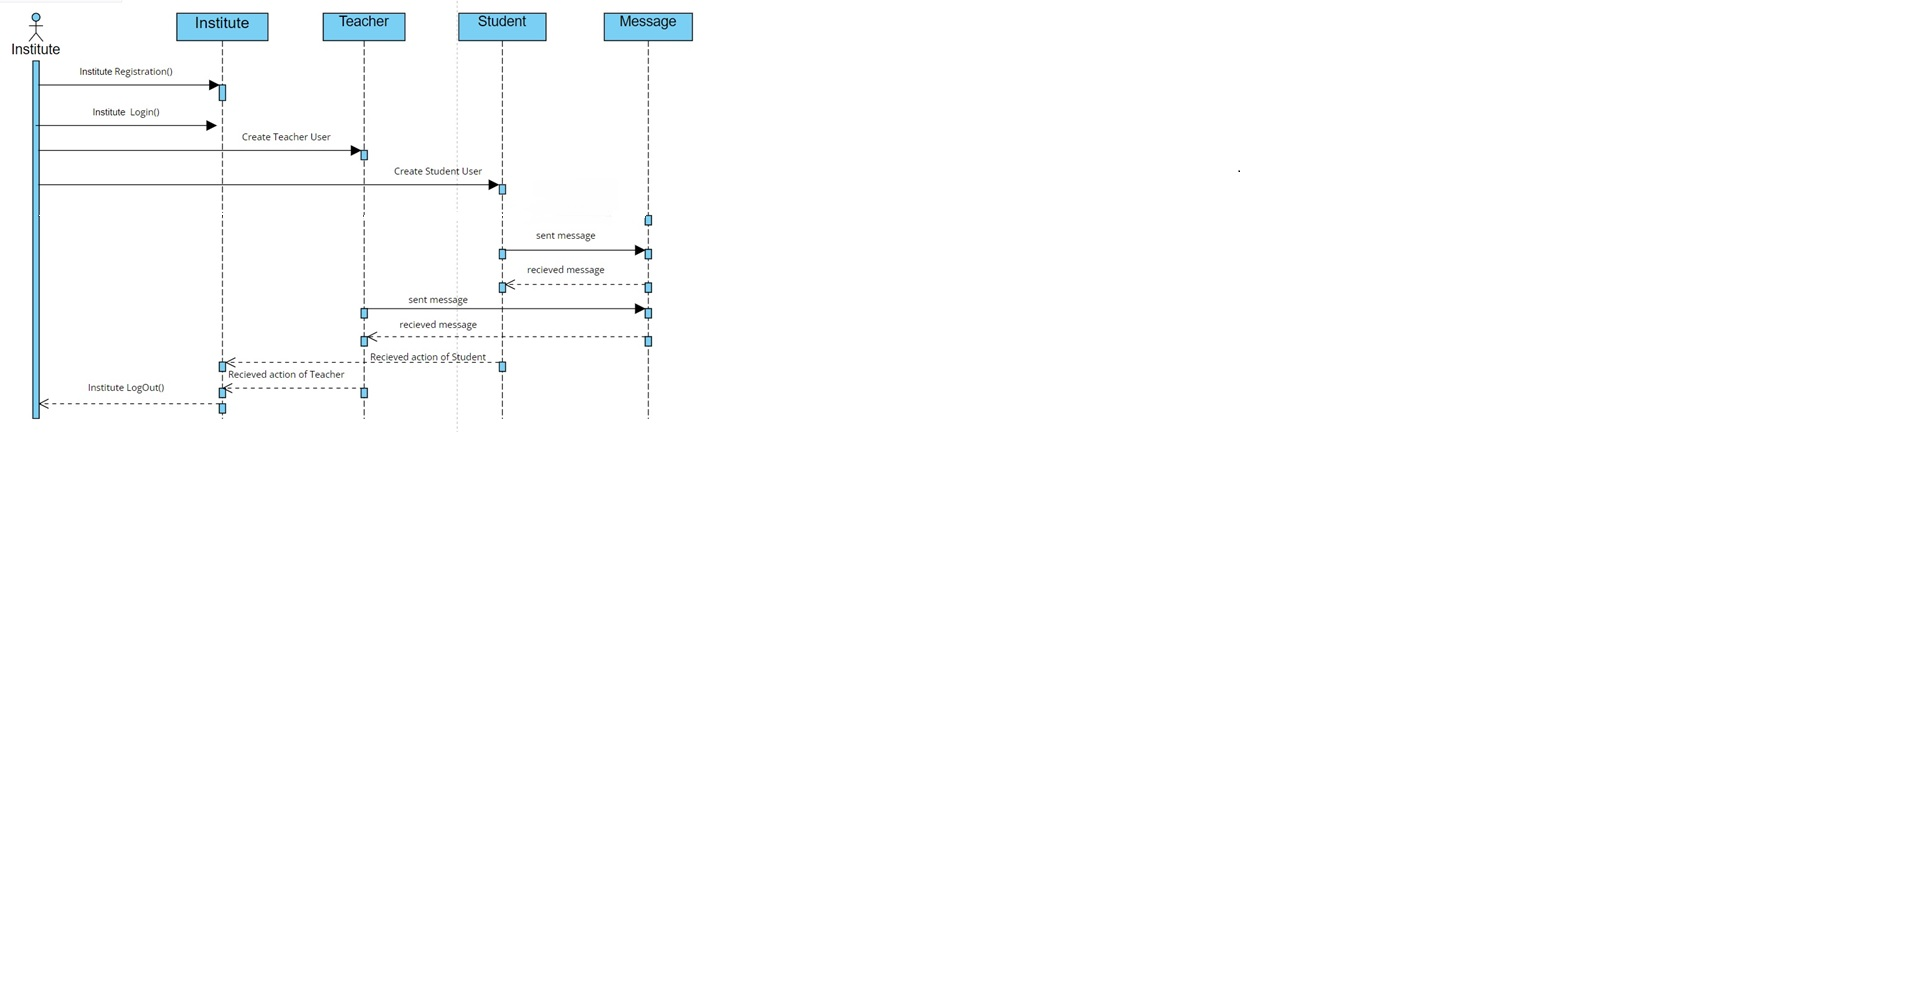 Institute
Institute
Teacher
Student
Message
Institute Registration()
Institute Login()
Create Teacher User
Create Student User
sent message
recieved message
sent message
recieved message
Recieved action of Student
Recieved action of Teacher
Institute LogOut()